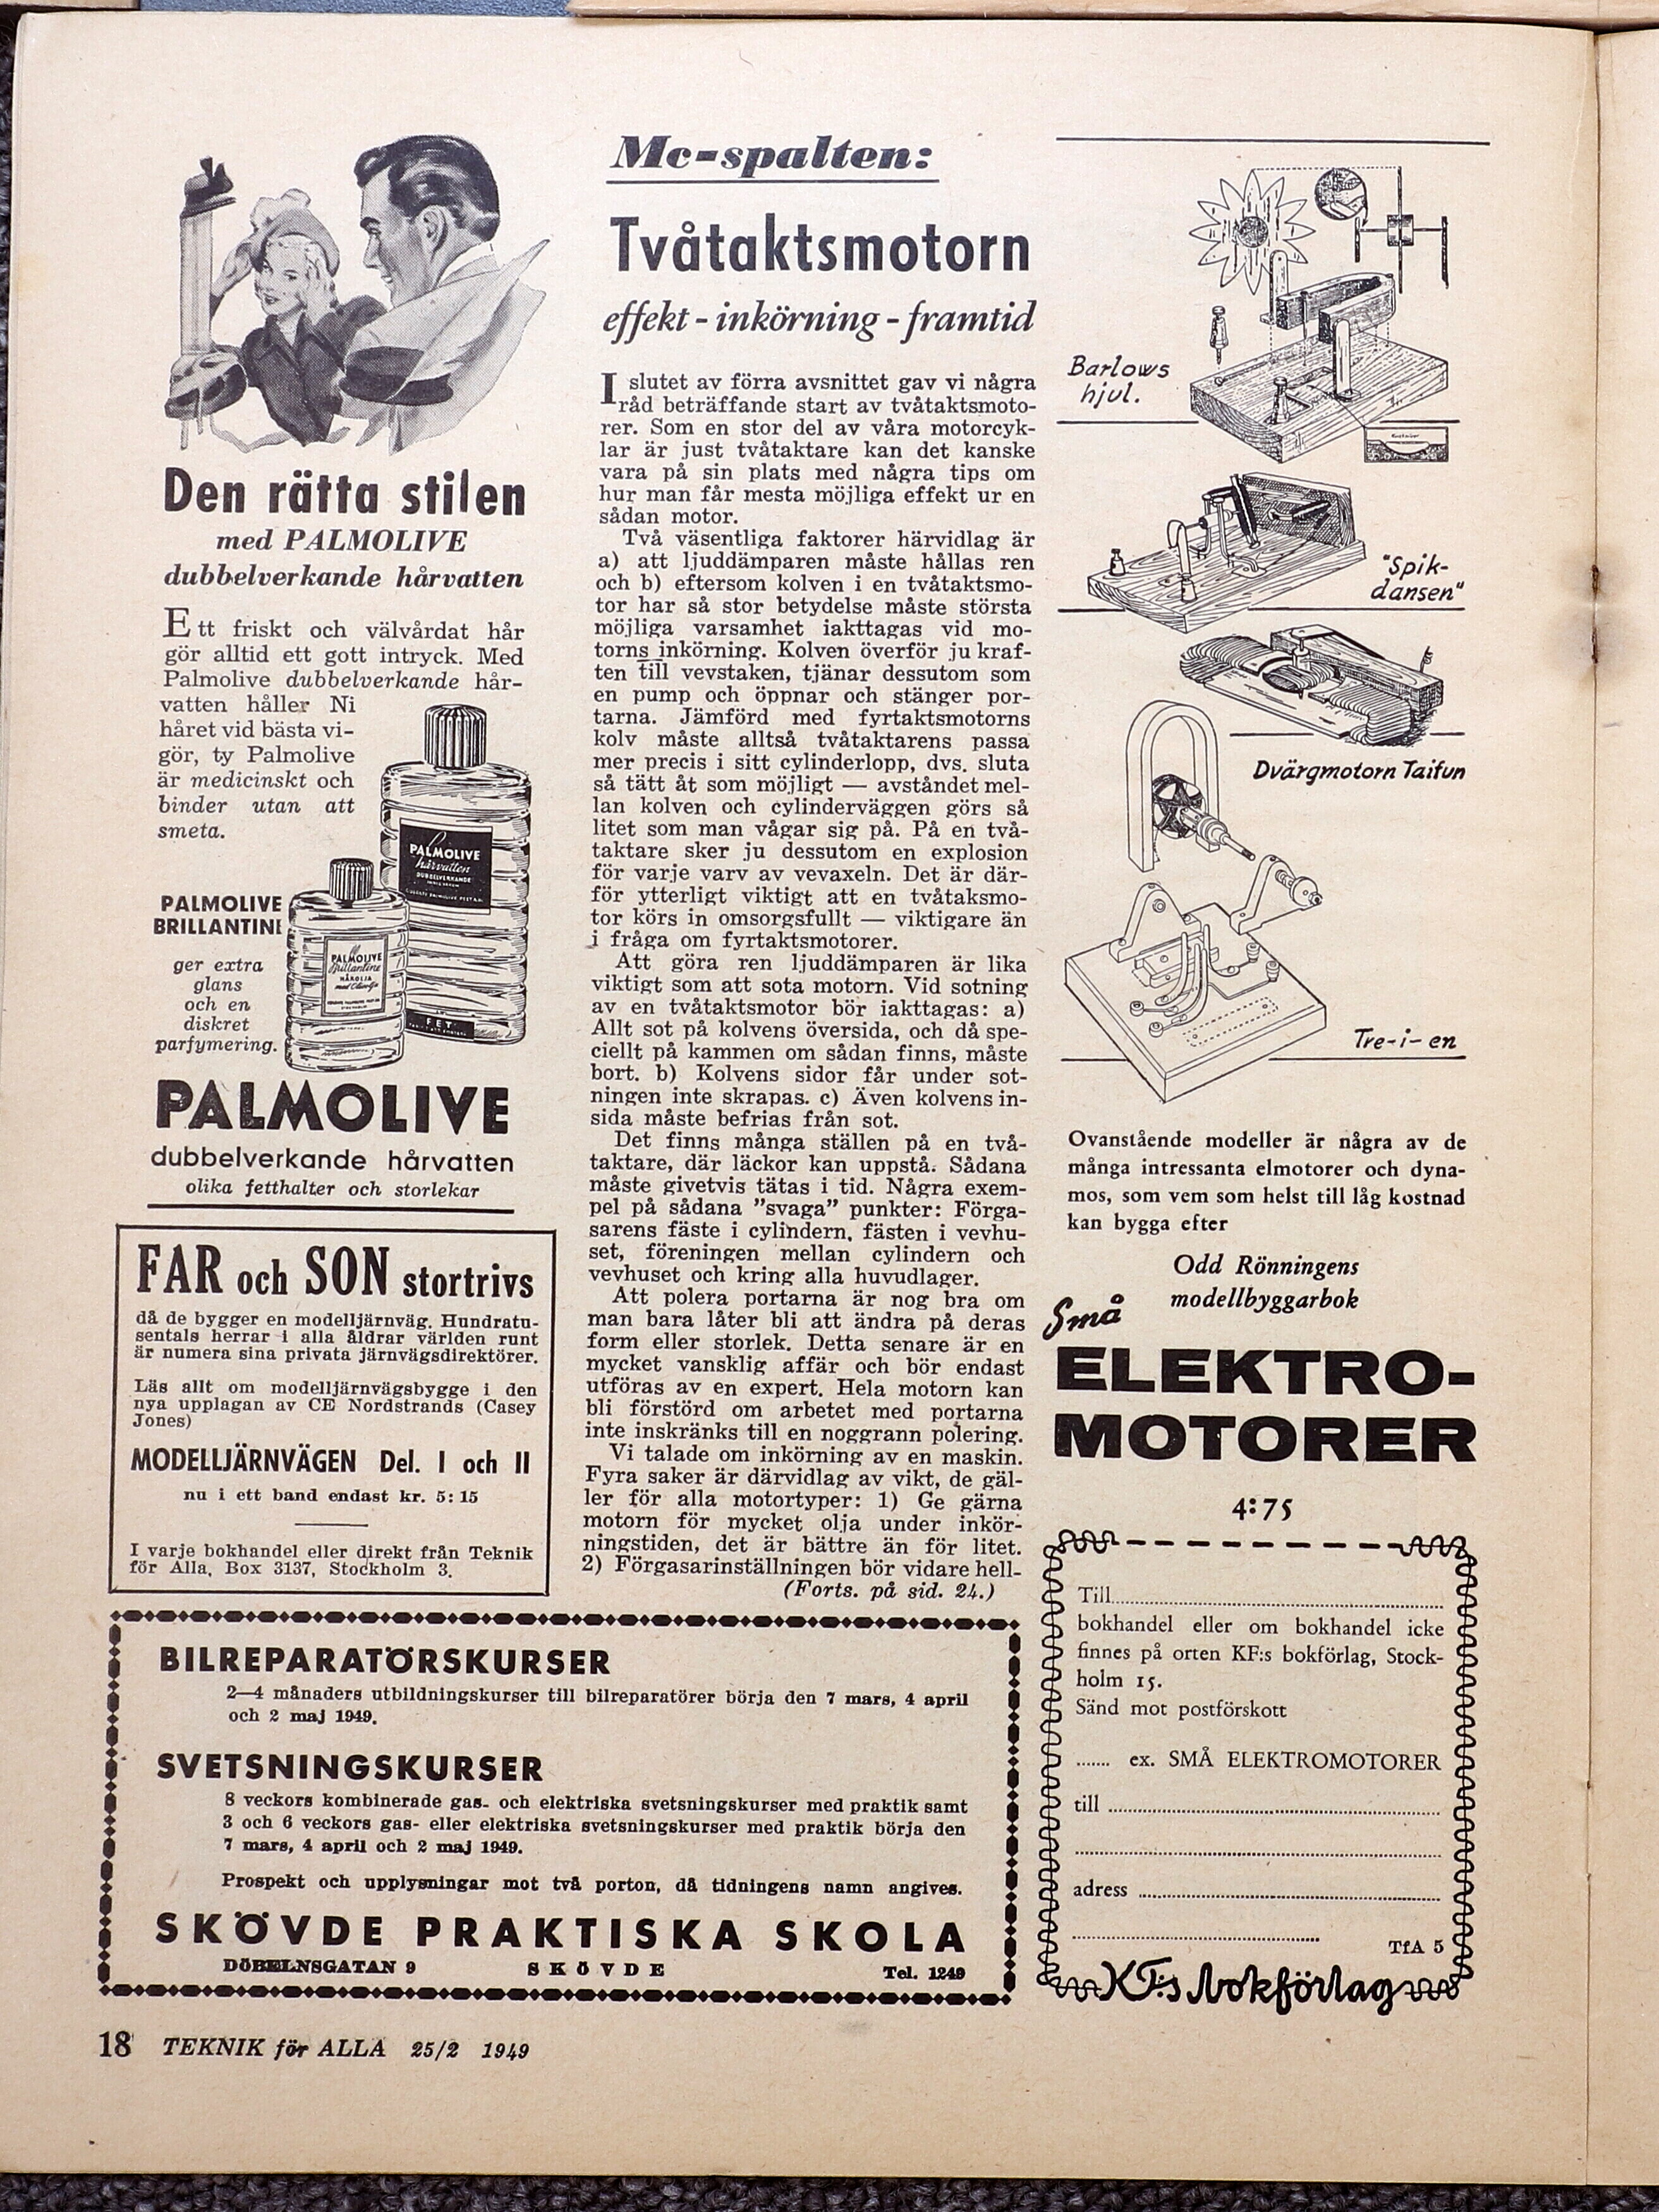 Den rätta stilen
med PALMOLIVE
dubbelverkande hårvatten
Ett friskt och välvårdat hår
gör alltid ett gott intryck. Med
Palmolive dubbelverkande hår-
vatten håller Ni
håret vid bästa vi-
gör, ty Palmolive
är medicinskt och
binder utan att
smeta.
PALMOLIVE
hårvatten
DUBBELVERKANDE
PALMOLIVE
BRILLANTINE
ger extra
glans
och en
diskret
parfymering.
PALMOLIVE
Brillantine
HÅROLJA
FET
PALMOLIVE
dubbelverkande hårvatten
olika fetthalter och storlekar
FAR och SON stortrivs
då de bygger en modelljärnväg. Hundratu-
sentals herrar i alla åldrar världen runt
är numera sina privata järnvägsdirektörer.
Läs allt om modelljärnvägsbygge i den
nya upplagan av CE Nordstrands (Casey
Jones)
MODELLJÄRNVÄGEN Del. I och II
nu i ett band endast kr. 5:15
I varje bokhandel eller direkt från Teknik
för Alla, Box 3137, Stockholm 3.
Mc-spalten:
Tvåtaktsmotorn
effekt - inkörning - framtid
I slutet av förra avsnittet gav vi några
råd beträffande start av tvåtaktsmoto-
rer. Som en stor del av våra motorcyk-
lar är just tvåtaktare kan det kanske
vara på sin plats med några tips om
hur man får mesta möjliga effekt ur en
sådan motor.
Två väsentliga faktorer härvidlag är
a) att ljuddämparen måste hållas ren
och b) eftersom kolven i en tvåtaktsmo-
tor har så stor betydelse måste största
möjliga varsamhet iakttagas vid mo-
torns inkörning. Kolven överför ju kraf-
ten till vevstaken, tjänar dessutom som
en pump och öppnar och stänger por-
tarna. Jämförd med fyrtaktsmotorns
kolv måste alltså tvåtaktarens passa
mer precis i sitt cylinderlopp, dvs. sluta
så tätt åt som möjligt — avståndet mel-
lan kolven och cylinderväggen görs så
litet som man vågar sig på. På en två-
taktare sker ju dessutom en explosion
för varje varv av vevaxeln. Det är där-
för ytterligt viktigt att en tvåtaksmo-
tor körs in omsorgsfullt — viktigare än
i fråga om fyrtaktsmotorer.
Att göra ren ljuddämparen är lika
viktigt som att sota motorn. Vid sotning
av en tvåtaktsmotor bör iakttagas: a)
Allt sot på kolvens översida, och då spe-
ciellt på kammen om sådan finns, måste
bort. b) Kolvens sidor får under sot-
ningen inte skrapas. c) Även kolvens in-
sida måste befrias från sot.
Det finns många ställen på en två-
taktare, där läckor kan uppstå. Sådana
måste givetvis tätas i tid. Några exem-
pel på sådana "svaga" punkter: Förga-
sarens fäste i cylindern, fästen i vevhu-
set, föreningen mellan cylindern och
vevhuset och kring alla huvudlager.
Att polera portarna är nog bra om
man bara låter bli att ändra på deras
form eller storlek. Detta senare är en
mycket vansklig affär och bör endast
utföras av en expert. Hela motorn kan
bli förstörd om arbetet med portarna
inte inskränks till en noggrann polering.
Vi talade om inkörning av en maskin.
Fyra saker är därvidlag av vikt, de gäl-
ler för alla motortyper: 1) Ge gärna
motorn för mycket olja under inkör-
ningstiden, det är bättre än för litet.
2) Förgasarinställningen bör vidare hell-
(Forts. på sid. 24.)
Barlows
hjul.
"Spik-
dansen"
Dvärgmotorn Taifun
Tre-i-en
Ovanstående modeller är några av de
många intressanta elmotorer och dyna-
mos, som vem som helst till låg kostnad
kan bygga efter
Odd Rönningens
modellbyggarbok
Små
ELEKTRO-
MOTORER
4:75
Till
bokhandel eller om bokhandel icke
finnes på orten KF:s bokförlag, Stock-
holm 15.
Sänd mot postförskott
....... ex. SMÅ ELEKTROMOTORER
till
adress
TfA 5
KF:s bokförlag
BILREPARATÖRSKURSER
2—4 månaders utbildningskurser till bilreparatörer börja den 7 mars, 4 april
och 2 maj 1949.
SVETSNINGSKURSER
8 veckors kombinerade gas- och elektriska svetsningskurser med praktik samt
3 och 6 veckors gas- eller elektriska svetsningskurser med praktik börja den
7 mars, 4 april och 2 maj 1949.
Prospekt och upplysningar mot två porton, då tidningens namn angives.
SKÖVDE PRAKTISKA SKOLA
DÖBELNSGATAN 9 SKÖVDE Tel. 1249
18 TEKNIK för ALLA 25/2 1949